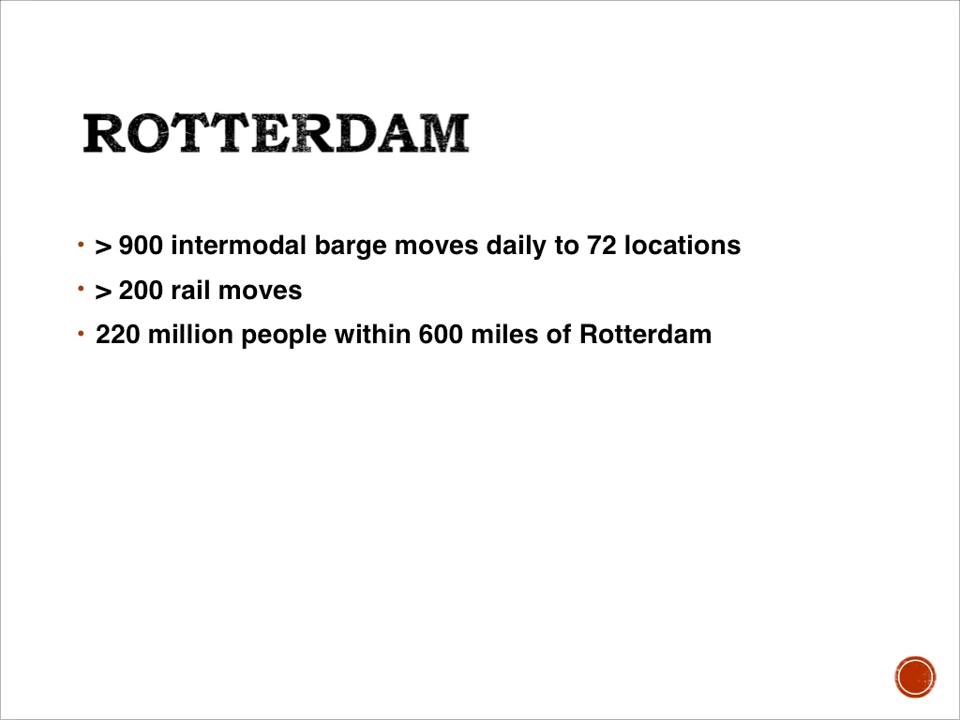 ROTTERDAM
• > 900 intermodal barge moves daily to 72 locations
• > 200 rail moves
• 220 million people within 600 miles of Rotterdam